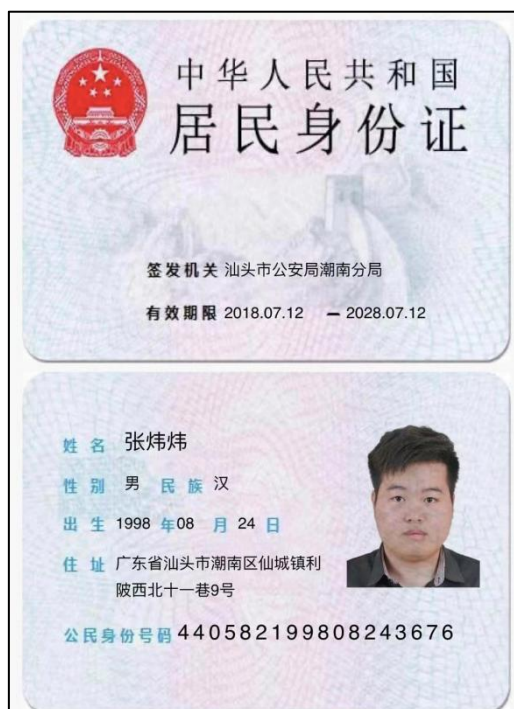 中华人民共和国
居民身份证
签发机关 汕头市公安局潮南分局
有效期限 2018.07.12 — 2028.07.12
姓名 张炜炜
性别 男 民族 汉
出生 1998 年 08 月 24 日
住址 广东省汕头市潮南区仙城镇利
陂西北十一巷9号
公民身份号码 440582199808243676